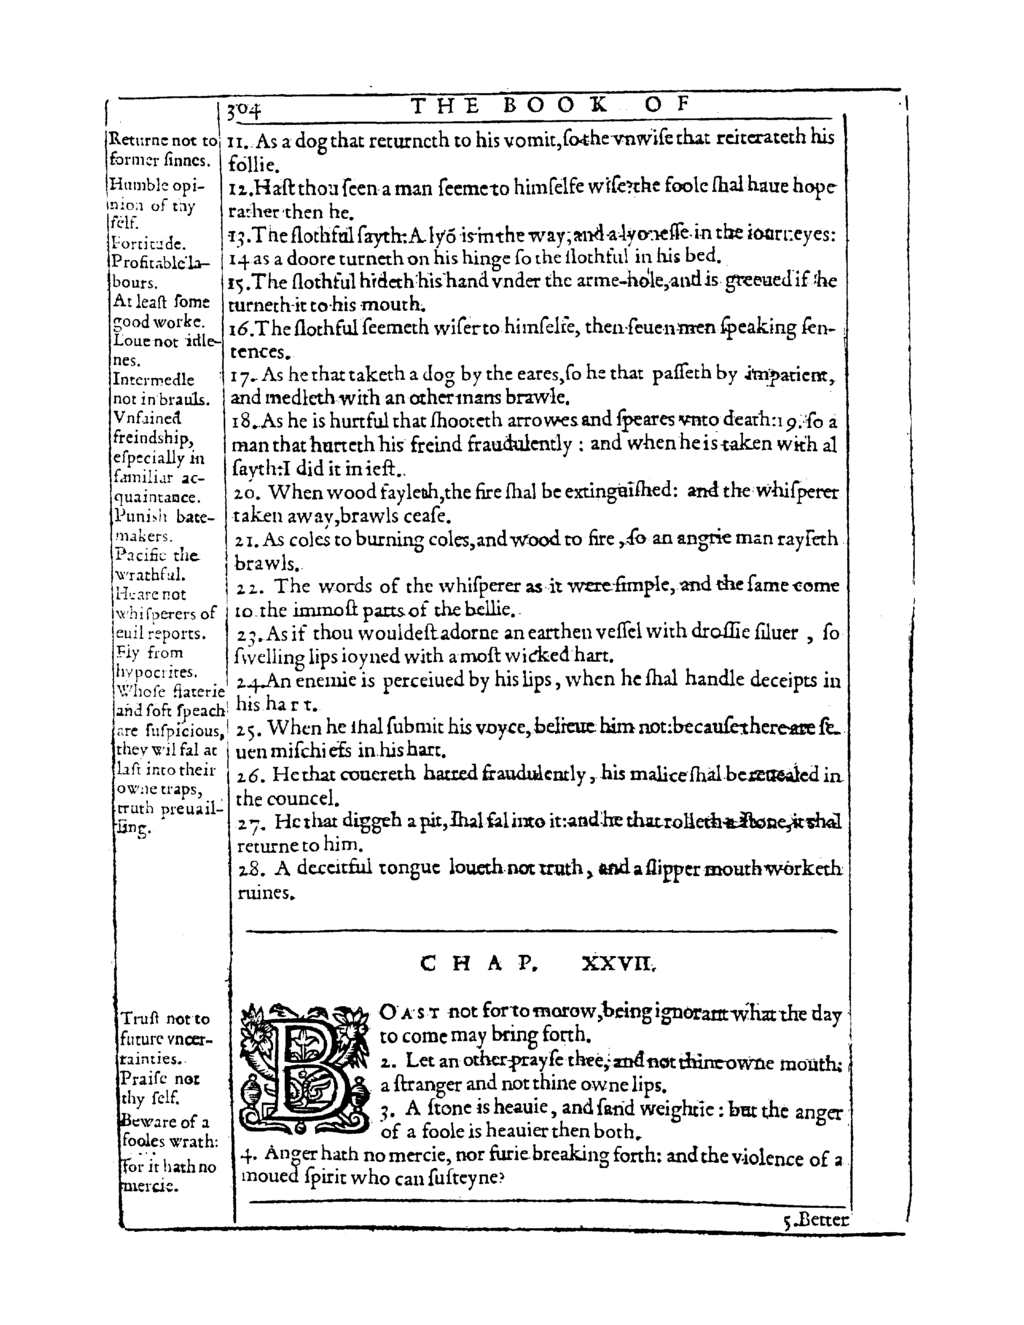 304 THE BOOK OF
Returne not to
former ſinnes.
Humble opi-
nion of thy
ſelf.
Fortitude.
Profitable la-
bours.
At leaſt ſome
good worke.
Loue not idle-
nes.
Intermedle
not in brauls.
Vnfained
freindship,
eſpecially in
familiar ac-
quaintance.
Punish bate-
makers.
Pacifie the
wrathful.
Heare not
whiſperers of
euil reports.
Fly from
hypocrites.
Whoſe flaterie
and ſoft ſpeach
are ſuſpicious,
they wil fal at
laſt into their
owne traps,
truth preuail-
ling.
11. As a dog that returneth to his vomit, ſo the vnwiſe that reiterateth his
follie.
12. Haſt thou ſeen a man ſeeme to himſelfe wiſe? the foole ſhal haue hope
rather then he.
13. The ſlothful ſayth: A lyō is in the way, and a lyoneſſe in the iourneyes:
14 as a doore turneth on his hinge ſo the ſlothful in his bed.
15. The ſlothful hideth his hand vnder the arme-hole, and is greeued if he
turneth it to his mouth.
16. The ſlothful ſeemeth wiſer to himſelfe, then ſeuen men ſpeaking ſen-
tences.
17. As he that taketh a dog by the eares, ſo he that paſſeth by impatient,
and medleth with an other mans brawle.
18. As he is hurtful that ſhooteth arrowes and ſpeares vnto death: 19. ſo a
man that hurteth his freind fraudulently : and when he is taken with al
ſayth: I did it in ieſt.
20. When wood fayleth, the fire ſhal be extinguiſhed: and the whiſperer
taken away, brawls ceaſe.
21. As coles to burning coles, and wood to fire, ſo an angrie man rayſeth
brawls.
22. The words of the whiſperer as it were ſimple, and the ſame come
to the inmoſt parts of the bellie.
23. As if thou wouldeſt adorne an earthen veſſel with droſſie ſiluer , ſo
ſwelling lips ioyned with a moſt wicked hart.
24. An enemie is perceiued by his lips, when he ſhal handle deceipts in
his hart.
25. When he ſhal ſubmit his voyce, belieue him not: becauſe there are ſe-
uen miſchiefs in his hart.
26. He that couereth hatred fraudulently, his malice ſhal be reuealed in
the councel.
27. He that diggeh a pit, ſhal fal into it: and he that rolleth a ſtone, it shal
returne to him.
28. A deceitful tongue loueth not truth, and a ſlipper mouth worketh
ruines.
CHAP. XXVII.
Truſt not to
future vncer-
tainties.
Praiſe not
thy ſelf.
Beware of a
fooles wrath:
for it hath no
mercie.
BOAST not for to morow, being ignorant what the day
to come may bring forth.
2. Let an other prayſe thee, and not thine owne mouth:
a ſtranger and not thine owne lips.
3. A ſtone is heauie, and ſand weightie : but the anger
of a foole is heauier then both.
4. Anger hath no mercie, nor furie breaking forth: and the violence of a
moued ſpirit who can ſuſteyne?
5. Better